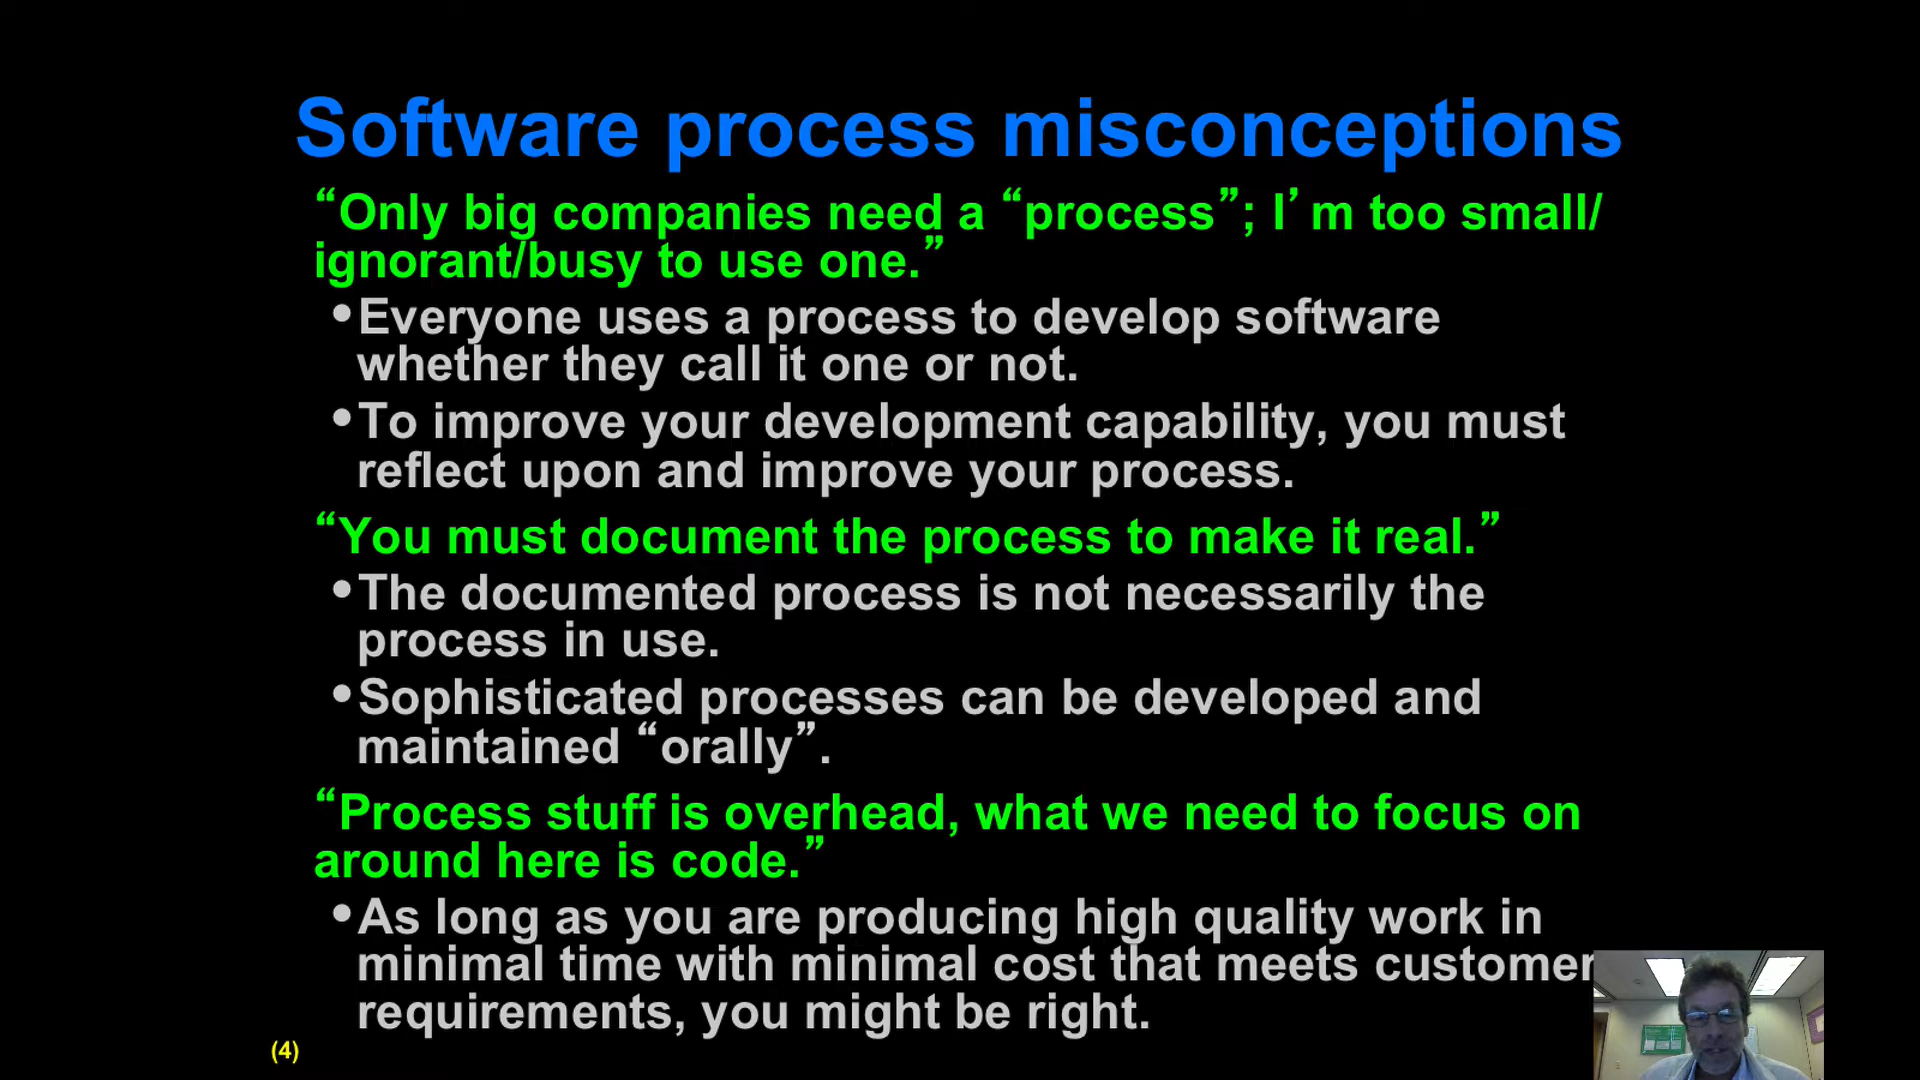 Software process misconceptions
“Only big companies need a “process”; I’m too small/
ignorant/busy to use one.”
•Everyone uses a process to develop software
whether they call it one or not.
•To improve your development capability, you must
reflect upon and improve your process.
“You must document the process to make it real.”
•The documented process is not necessarily the
process in use.
•Sophisticated processes can be developed and
maintained “orally”.
“Process stuff is overhead, what we need to focus on
around here is code.”
•As long as you are producing high quality work in
minimal time with minimal cost that meets customer
requirements, you might be right.
(4)